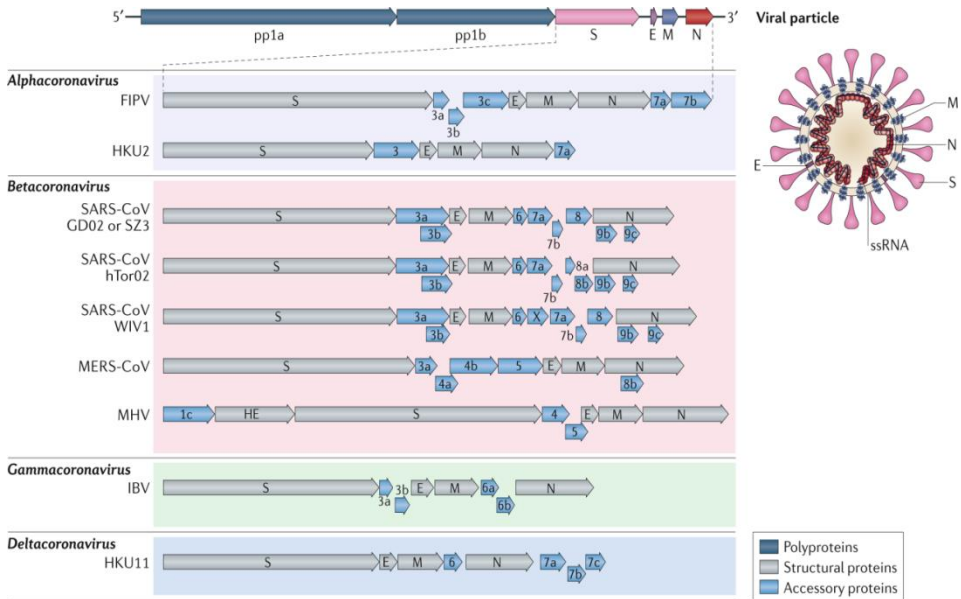 5′ 3′ Viral particle
pp1a pp1b S E M N
Alphacoronavirus
FIPV S 3a 3b 3c E M N 7a 7b
HKU2 S 3 E M N 7a
Betacoronavirus
SARS-CoV
GD02 or SZ3 S 3a 3b E M 6 7a 7b 8 N 9b 9c
SARS-CoV
hTor02 S 3a 3b E M 6 7a 7b 8a 8b N 9b 9c
SARS-CoV
WIV1 S 3a 3b E M 6 X 7a 7b 8 N 9b 9c
MERS-CoV S 3a 4a 4b 5 E M N 8b
MHV 1c HE S 4 5 E M N
Gammacoronavirus
IBV S 3a 3b E M 6a 6b N
Deltacoronavirus
HKU11 S E M 6 N 7a 7b 7c
M
N
E
S
ssRNA
Polyproteins
Structural proteins
Accessory proteins